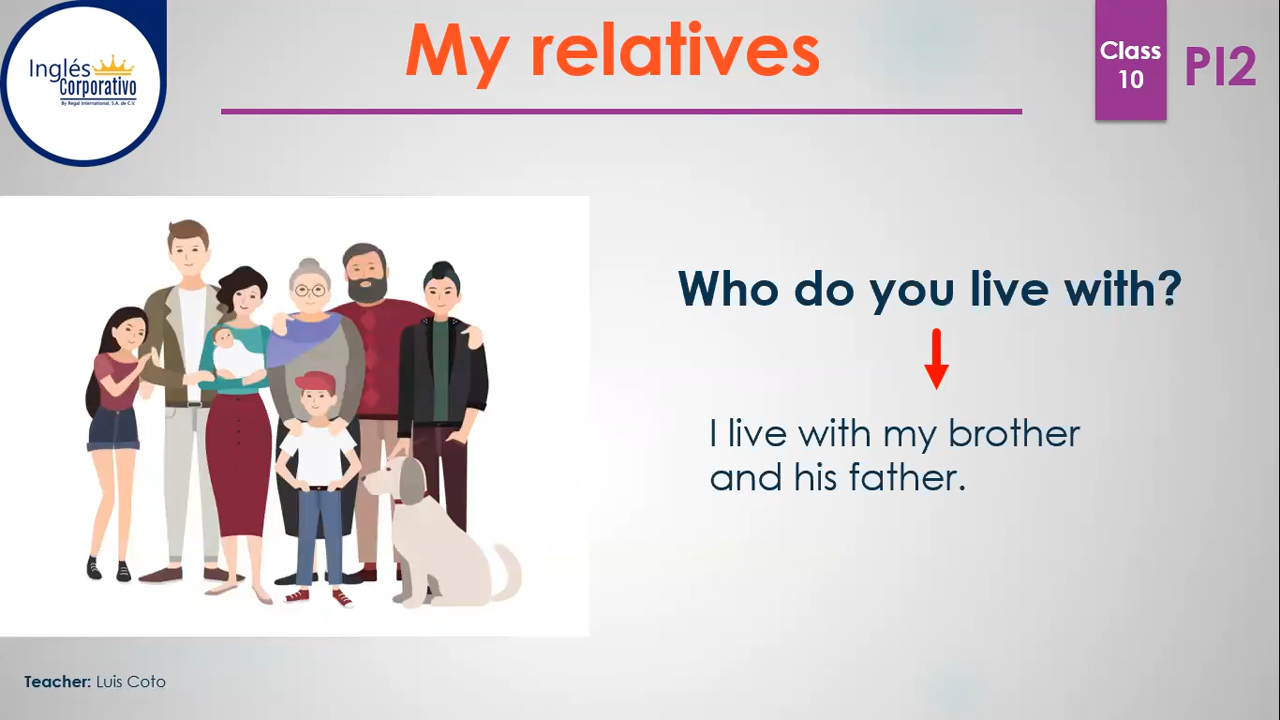 Inglés
Corporativo
By Regal International, S.A. de C.V.
My relatives
Class
10
PI2
Who do you live with?
I live with my brother
and his father.
Teacher: Luis Coto